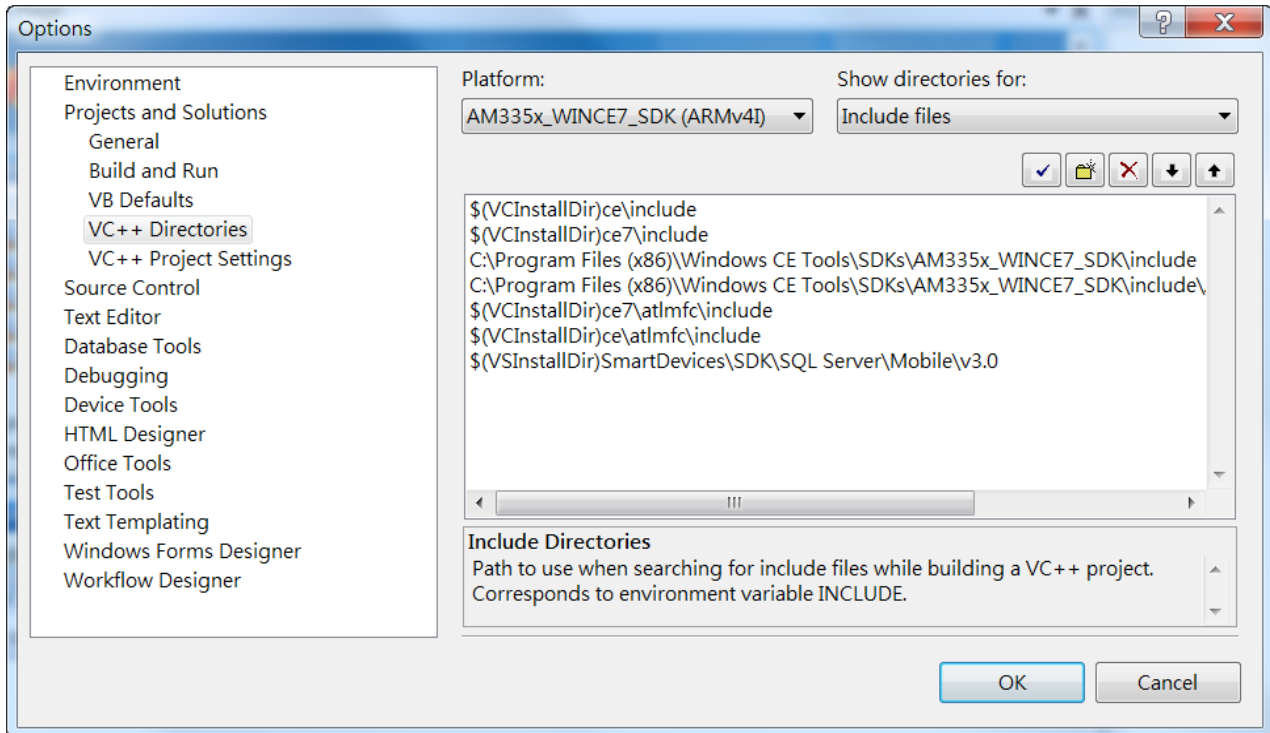 Options
Environment
Projects and Solutions
General
Build and Run
VB Defaults
VC++ Directories
VC++ Project Settings
Source Control
Text Editor
Database Tools
Debugging
Device Tools
HTML Designer
Office Tools
Test Tools
Text Templating
Windows Forms Designer
Workflow Designer
Platform:
AM335x_WINCE7_SDK (ARMv4I)
Show directories for:
Include files
$(VCInstallDir)ce\include
$(VCInstallDir)ce7\include
C:\Program Files (x86)\Windows CE Tools\SDKs\AM335x_WINCE7_SDK\include
C:\Program Files (x86)\Windows CE Tools\SDKs\AM335x_WINCE7_SDK\include\
$(VCInstallDir)ce7\atlmfc\include
$(VCInstallDir)ce\atlmfc\include
$(VSInstallDir)SmartDevices\SDK\SQL Server\Mobile\v3.0
Include Directories
Path to use when searching for include files while building a VC++ project.
Corresponds to environment variable INCLUDE.
OK
Cancel